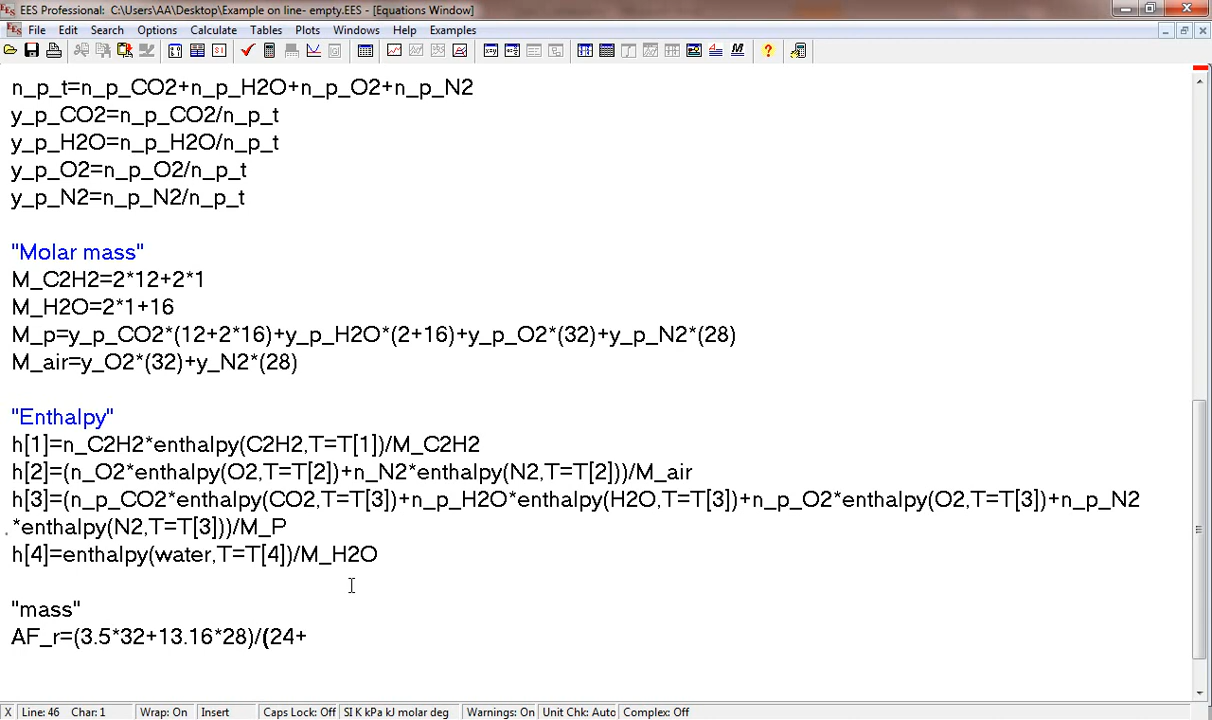 EES Professional: C:\Users\AA\Desktop\Example on line- empty.EES - [Equations Window]
File Edit Search Options Calculate Tables Plots Windows Help Examples
n_p_t=n_p_CO2+n_p_H2O+n_p_O2+n_p_N2
y_p_CO2=n_p_CO2/n_p_t
y_p_H2O=n_p_H2O/n_p_t
y_p_O2=n_p_O2/n_p_t
y_p_N2=n_p_N2/n_p_t
"Molar mass"
M_C2H2=2*12+2*1
M_H2O=2*1+16
M_p=y_p_CO2*(12+2*16)+y_p_H2O*(2+16)+y_p_O2*(32)+y_p_N2*(28)
M_air=y_O2*(32)+y_N2*(28)
"Enthalpy"
h[1]=n_C2H2*enthalpy(C2H2,T=T[1])/M_C2H2
h[2]=(n_O2*enthalpy(O2,T=T[2])+n_N2*enthalpy(N2,T=T[2]))/M_air
h[3]=(n_p_CO2*enthalpy(CO2,T=T[3])+n_p_H2O*enthalpy(H2O,T=T[3])+n_p_O2*enthalpy(O2,T=T[3])+n_p_N2
*enthalpy(N2,T=T[3]))/M_P
h[4]=enthalpy(water,T=T[4])/M_H2O
"mass"
AF_r=(3.5*32+13.16*28)/(24+
X Line: 46 Char: 1 Wrap: On Insert Caps Lock: Off SI K kPa kJ molar deg Warnings: On Unit Chk: Auto Complex: Off